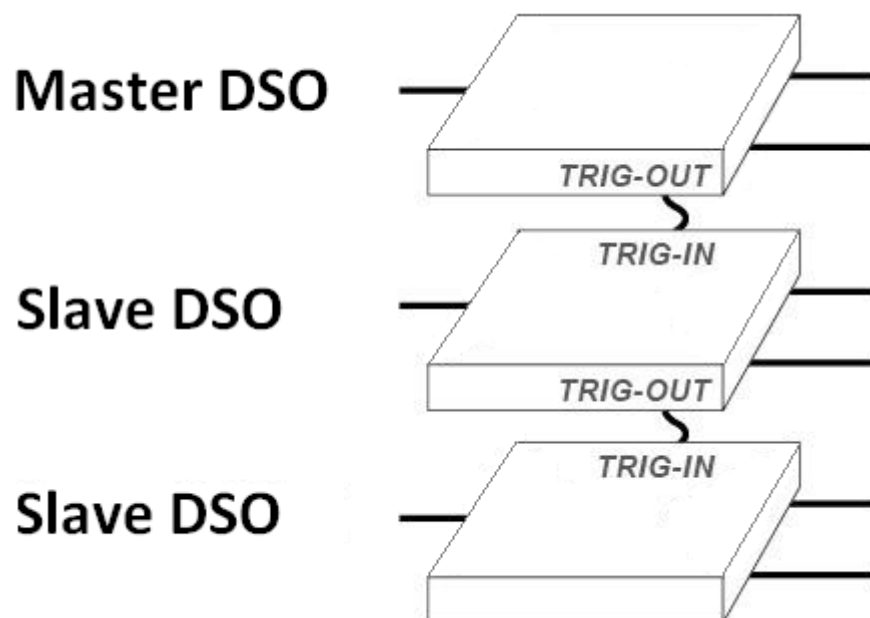 Master DSO
TRIG-OUT
TRIG-IN
Slave DSO
TRIG-OUT
TRIG-IN
Slave DSO